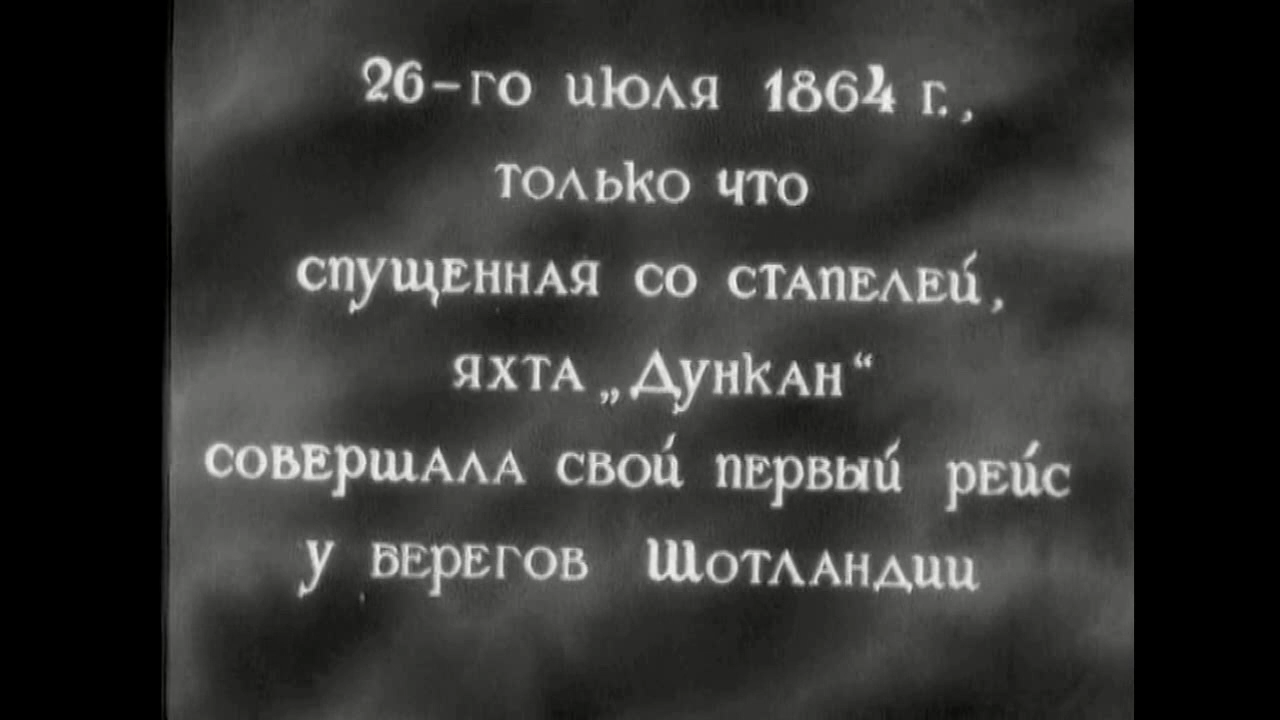 26-го июля 1864 г.,
только что
спущенная со стапелей,
яхта „Дункан“
совершала свой первый рейс
у берегов Шотландии